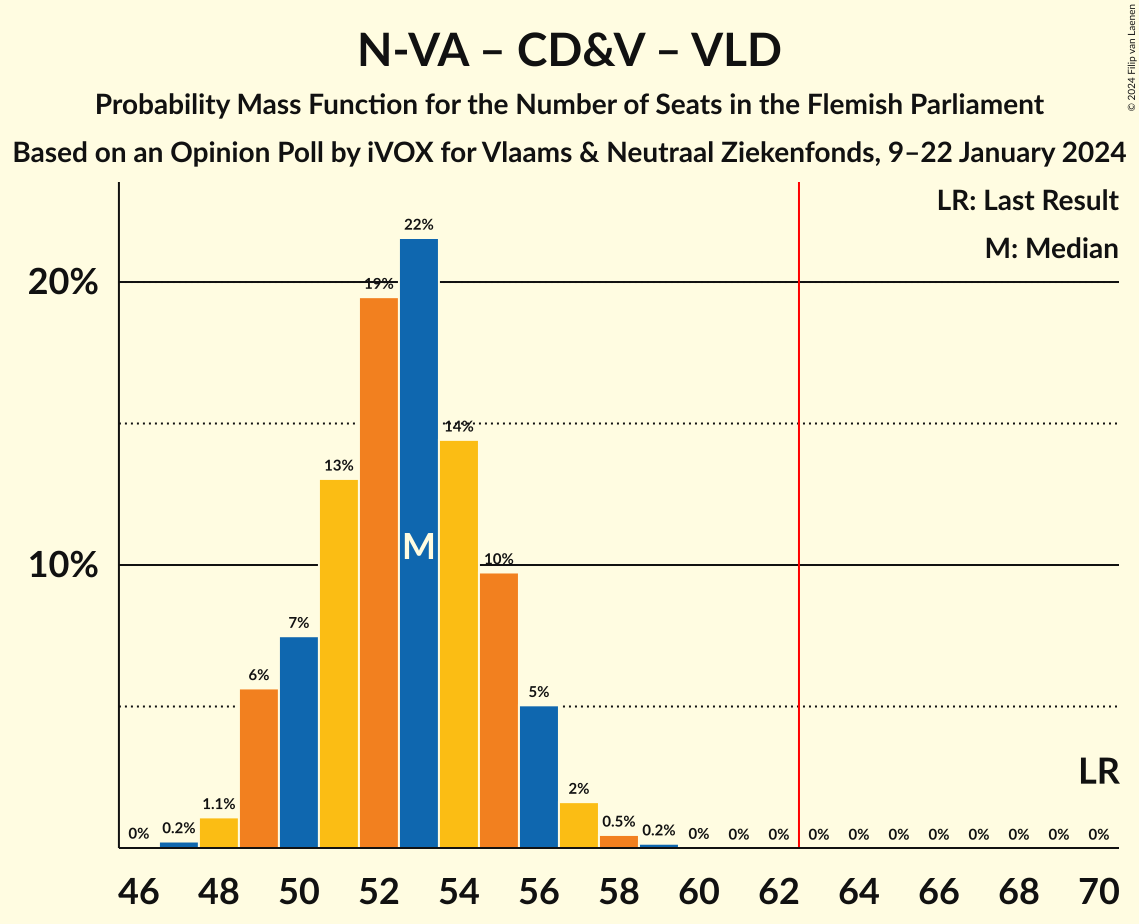 N-VA – CD&V – VLD
Probability Mass Function for the Number of Seats in the Flemish Parliament
Based on an Opinion Poll by iVOX for Vlaams & Neutraal Ziekenfonds, 9–22 January 2024
© 2024 Filip van Laenen
LR: Last Result
M: Median
20%
10%
0% 0.2% 1.1% 6% 7% 13% 19% 22% 14% 10% 5% 2% 0.5% 0.2% 0% 0% 0% 0% 0% 0% 0% 0% 0% 0% 0%
M
LR
46 48 50 52 54 56 58 60 62 64 66 68 70